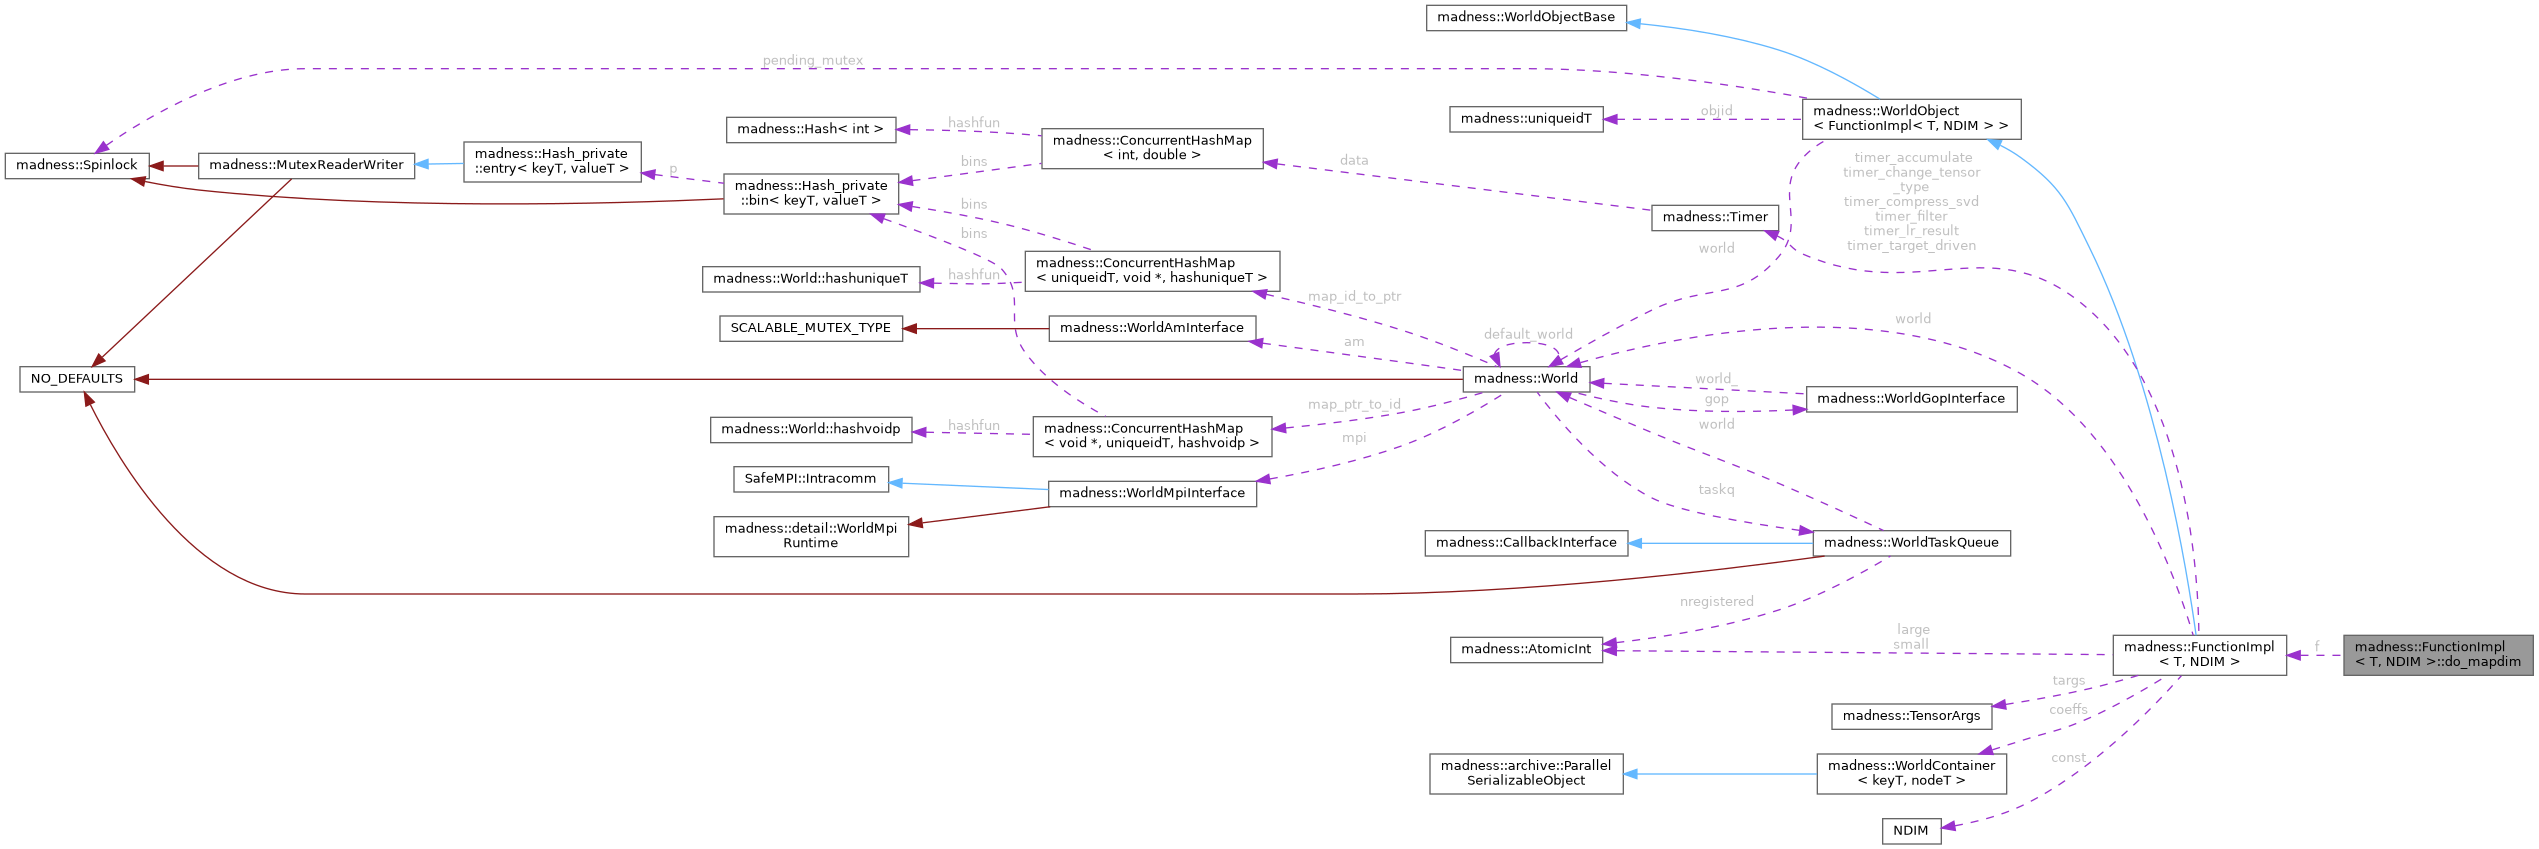 madness::WorldObjectBase
pending_mutex
madness::WorldObject
< FunctionImpl< T, NDIM > >
objid
madness::uniqueidT
hashfun
madness::Hash< int >
madness::ConcurrentHashMap
< int, double >
madness::Spinlock
madness::MutexReaderWriter
madness::Hash_private
::entry< keyT, valueT >
p
bins
data
madness::Hash_private
::bin< keyT, valueT >
bins
bins
timer_accumulate
timer_change_tensor
_type
timer_compress_svd
timer_filter
timer_lr_result
timer_target_driven
madness::Timer
world
madness::ConcurrentHashMap
< uniqueidT, void *, hashuniqueT >
madness::World::hashuniqueT
hashfun
map_id_to_ptr
SCALABLE_MUTEX_TYPE
madness::WorldAmInterface
am
default_world
world
NO_DEFAULTS
madness::World
world_
gop
world
madness::WorldGopInterface
map_ptr_to_id
madness::World::hashvoidp
hashfun
madness::ConcurrentHashMap
< void *, uniqueidT, hashvoidp >
mpi
SafeMPI::Intracomm
madness::WorldMpiInterface
taskq
madness::detail::WorldMpi
Runtime
madness::CallbackInterface
madness::WorldTaskQueue
nregistered
large
small
madness::AtomicInt
madness::FunctionImpl
< T, NDIM >
f
madness::FunctionImpl
< T, NDIM >::do_mapdim
targs
madness::TensorArgs
coeffs
const
madness::archive::Parallel
SerializableObject
madness::WorldContainer
< keyT, nodeT >
NDIM